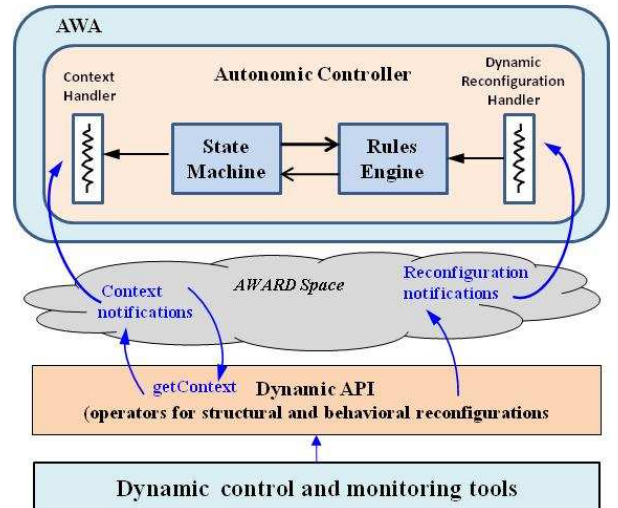 AWA
Context
Handler
Autonomic Controller
Dynamic
Reconfiguration
Handler
State
Machine
Rules
Engine
Context
notifications
AWARD Space
Reconfiguration
notifications
getContext
Dynamic API
(operators for structural and behavioral reconfigurations
Dynamic control and monitoring tools